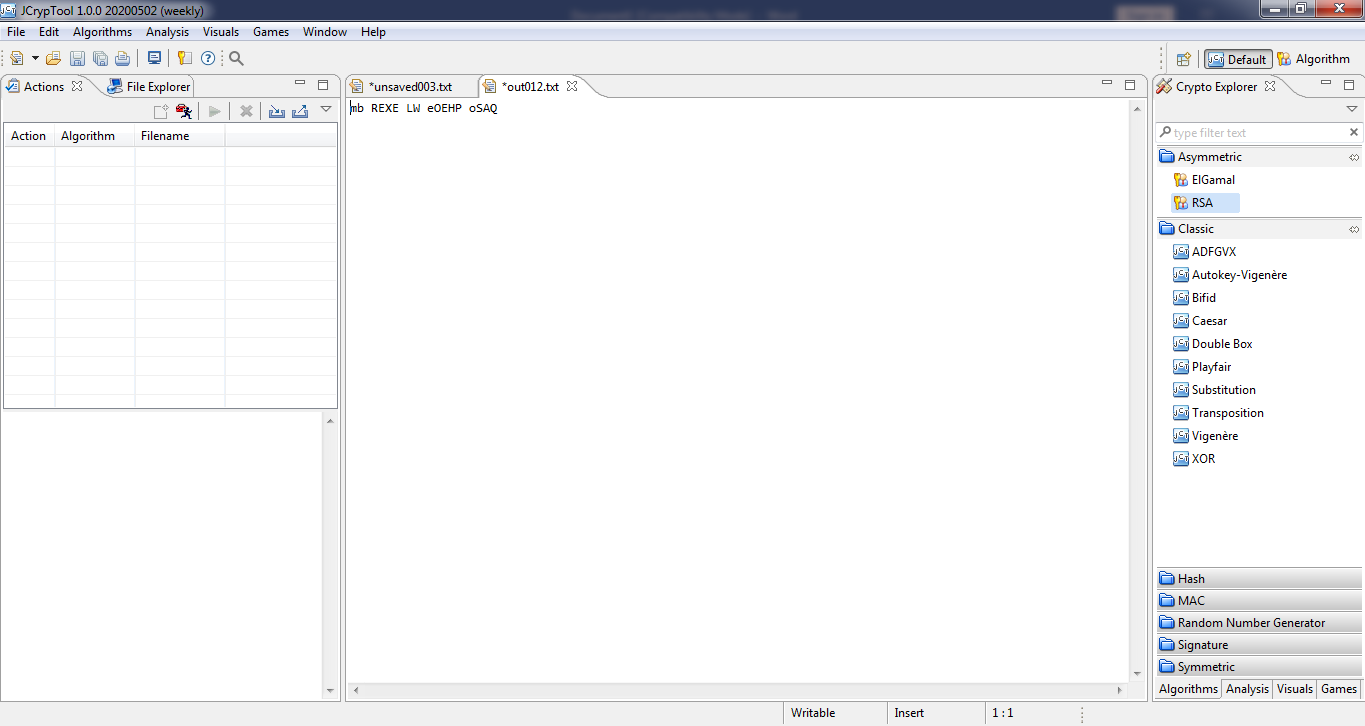 JCrypTool 1.0.0 20200502 (weekly)
File Edit Algorithms Analysis Visuals Games Window Help
Default Algorithm
Actions File Explorer
Action Algorithm Filename
*unsaved003.txt *out012.txt
mb REXE LW eOEHP oSAQ
Crypto Explorer
type filter text
Asymmetric
ElGamal
RSA
Classic
ADFGVX
Autokey-Vigenère
Bifid
Caesar
Double Box
Playfair
Substitution
Transposition
Vigenère
XOR
Hash
MAC
Random Number Generator
Signature
Symmetric
Algorithms Analysis Visuals Games
Writable Insert 1 : 1